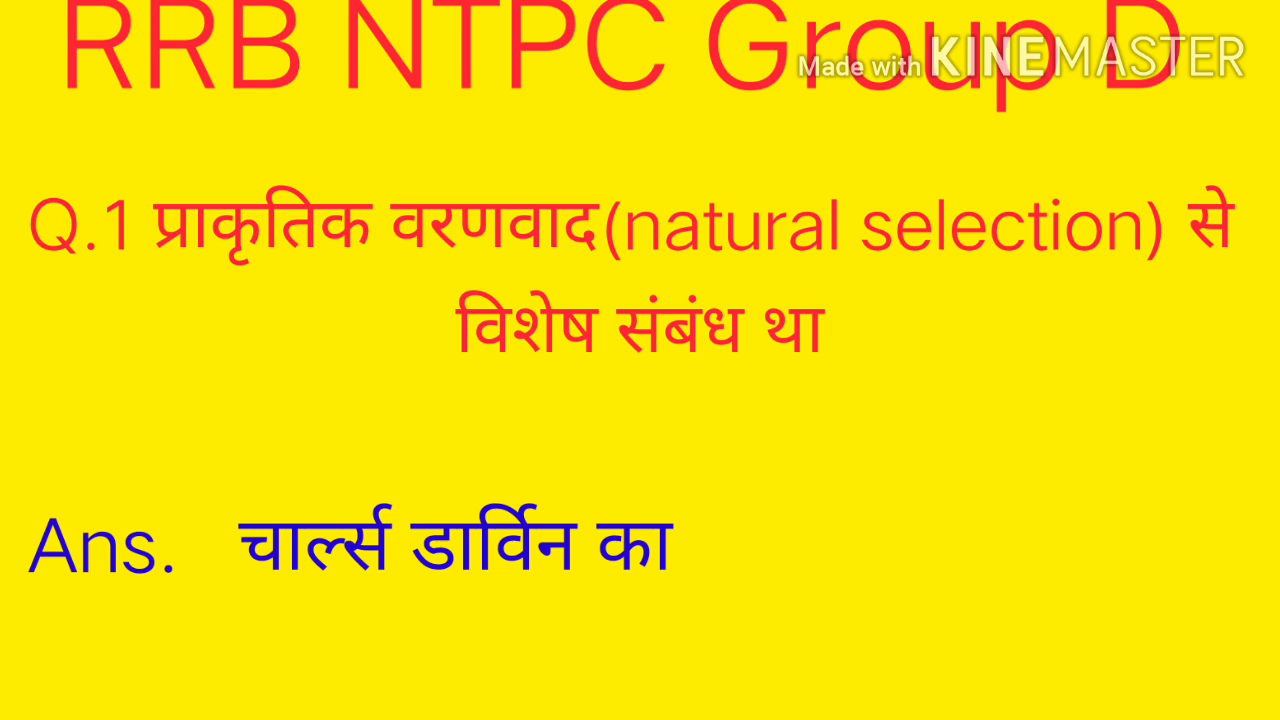 RRB NTPC Group D
Made with KINEMASTER
Q.1 प्राकृतिक वरणवाद(natural selection) से
विशेष संबंध था
Ans. चार्ल्स डार्विन का